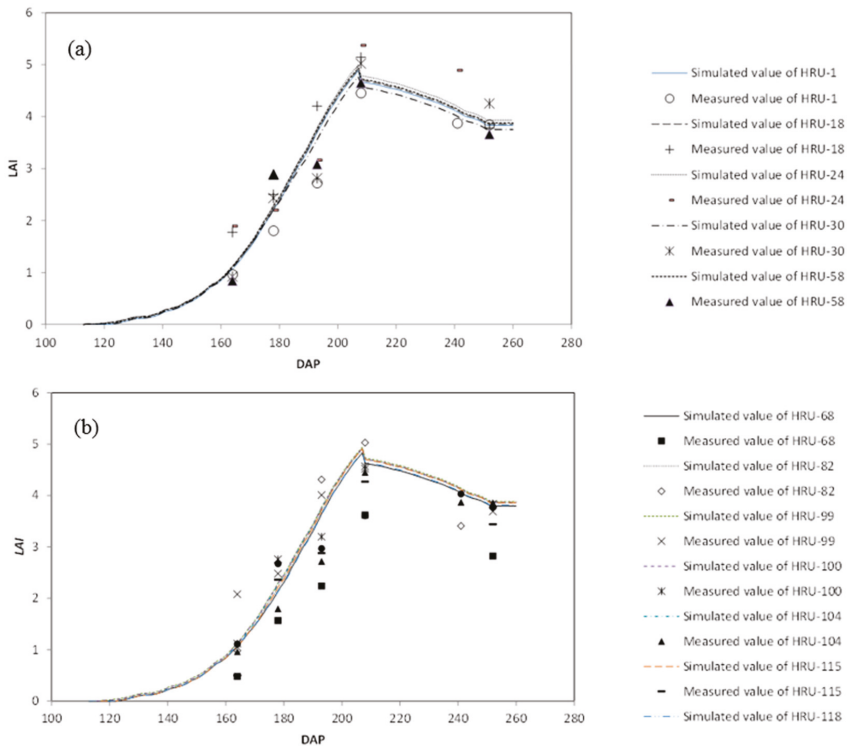 (a)
LAI
6
5
4
3
2
1
0
100 120 140 160 180 200 220 240 260 280
DAP
Simulated value of HRU-1
Measured value of HRU-1
Simulated value of HRU-18
Measured value of HRU-18
Simulated value of HRU-24
Measured value of HRU-24
Simulated value of HRU-30
Measured value of HRU-30
Simulated value of HRU-58
Measured value of HRU-58
(b)
LAI
6
5
4
3
2
1
0
100 120 140 160 180 200 220 240 260 280
DAP
Simulated value of HRU-68
Measured value of HRU-68
Simulated value of HRU-82
Measured value of HRU-82
Simulated value of HRU-99
Measured value of HRU-99
Simulated value of HRU-100
Measured value of HRU-100
Simulated value of HRU-104
Measured value of HRU-104
Simulated value of HRU-115
Measured value of HRU-115
Simulated value of HRU-118